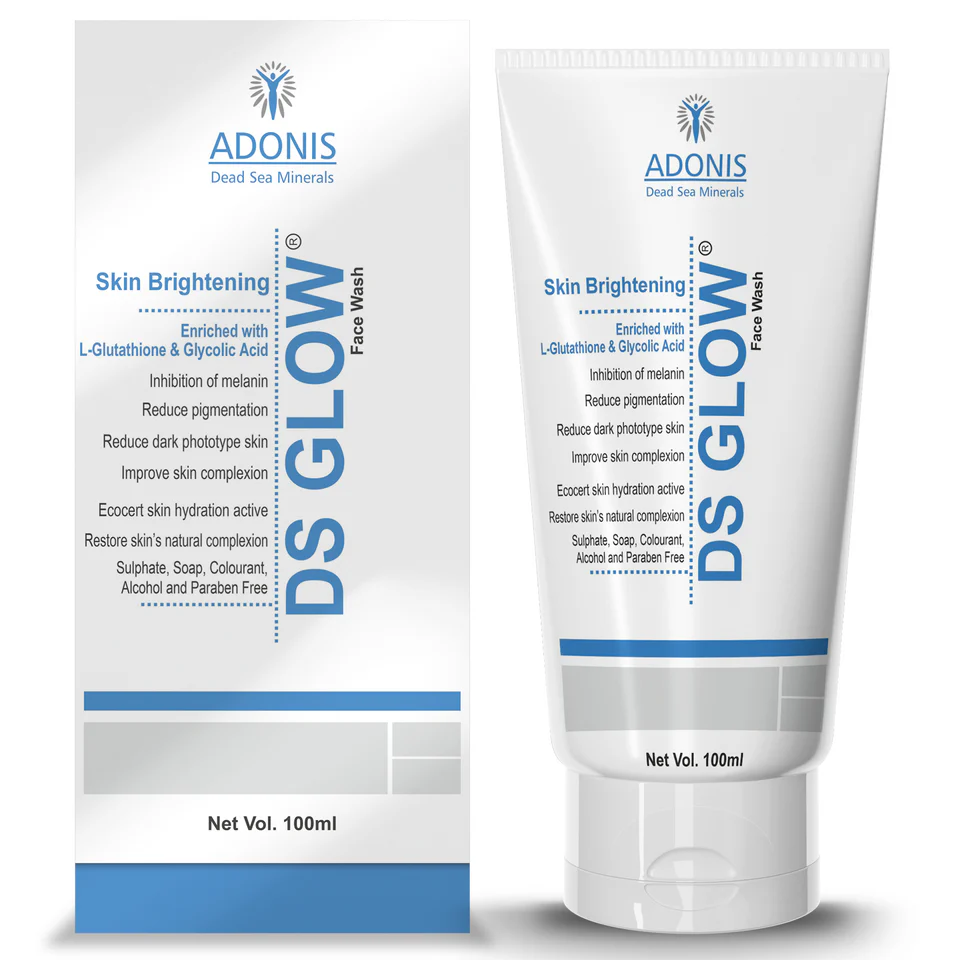 ADONIS
Dead Sea Minerals
Skin Brightening
Enriched with
L-Glutathione & Glycolic Acid
Inhibition of melanin
Reduce pigmentation
Reduce dark phototype skin
Improve skin complexion
Ecocert skin hydration active
Restore skin's natural complexion
Sulphate, Soap, Colourant,
Alcohol and Paraben Free
DS GLOW®
Face Wash
Net Vol. 100ml
ADONIS
Dead Sea Minerals
Skin Brightening
Enriched with
L-Glutathione & Glycolic Acid
Inhibition of melanin
Reduce pigmentation
Reduce dark phototype skin
Improve skin complexion
Ecocert skin hydration active
Restore skin's natural complexion
Sulphate, Soap, Colourant,
Alcohol and Paraben Free
DS GLOW®
Face Wash
Net Vol. 100ml